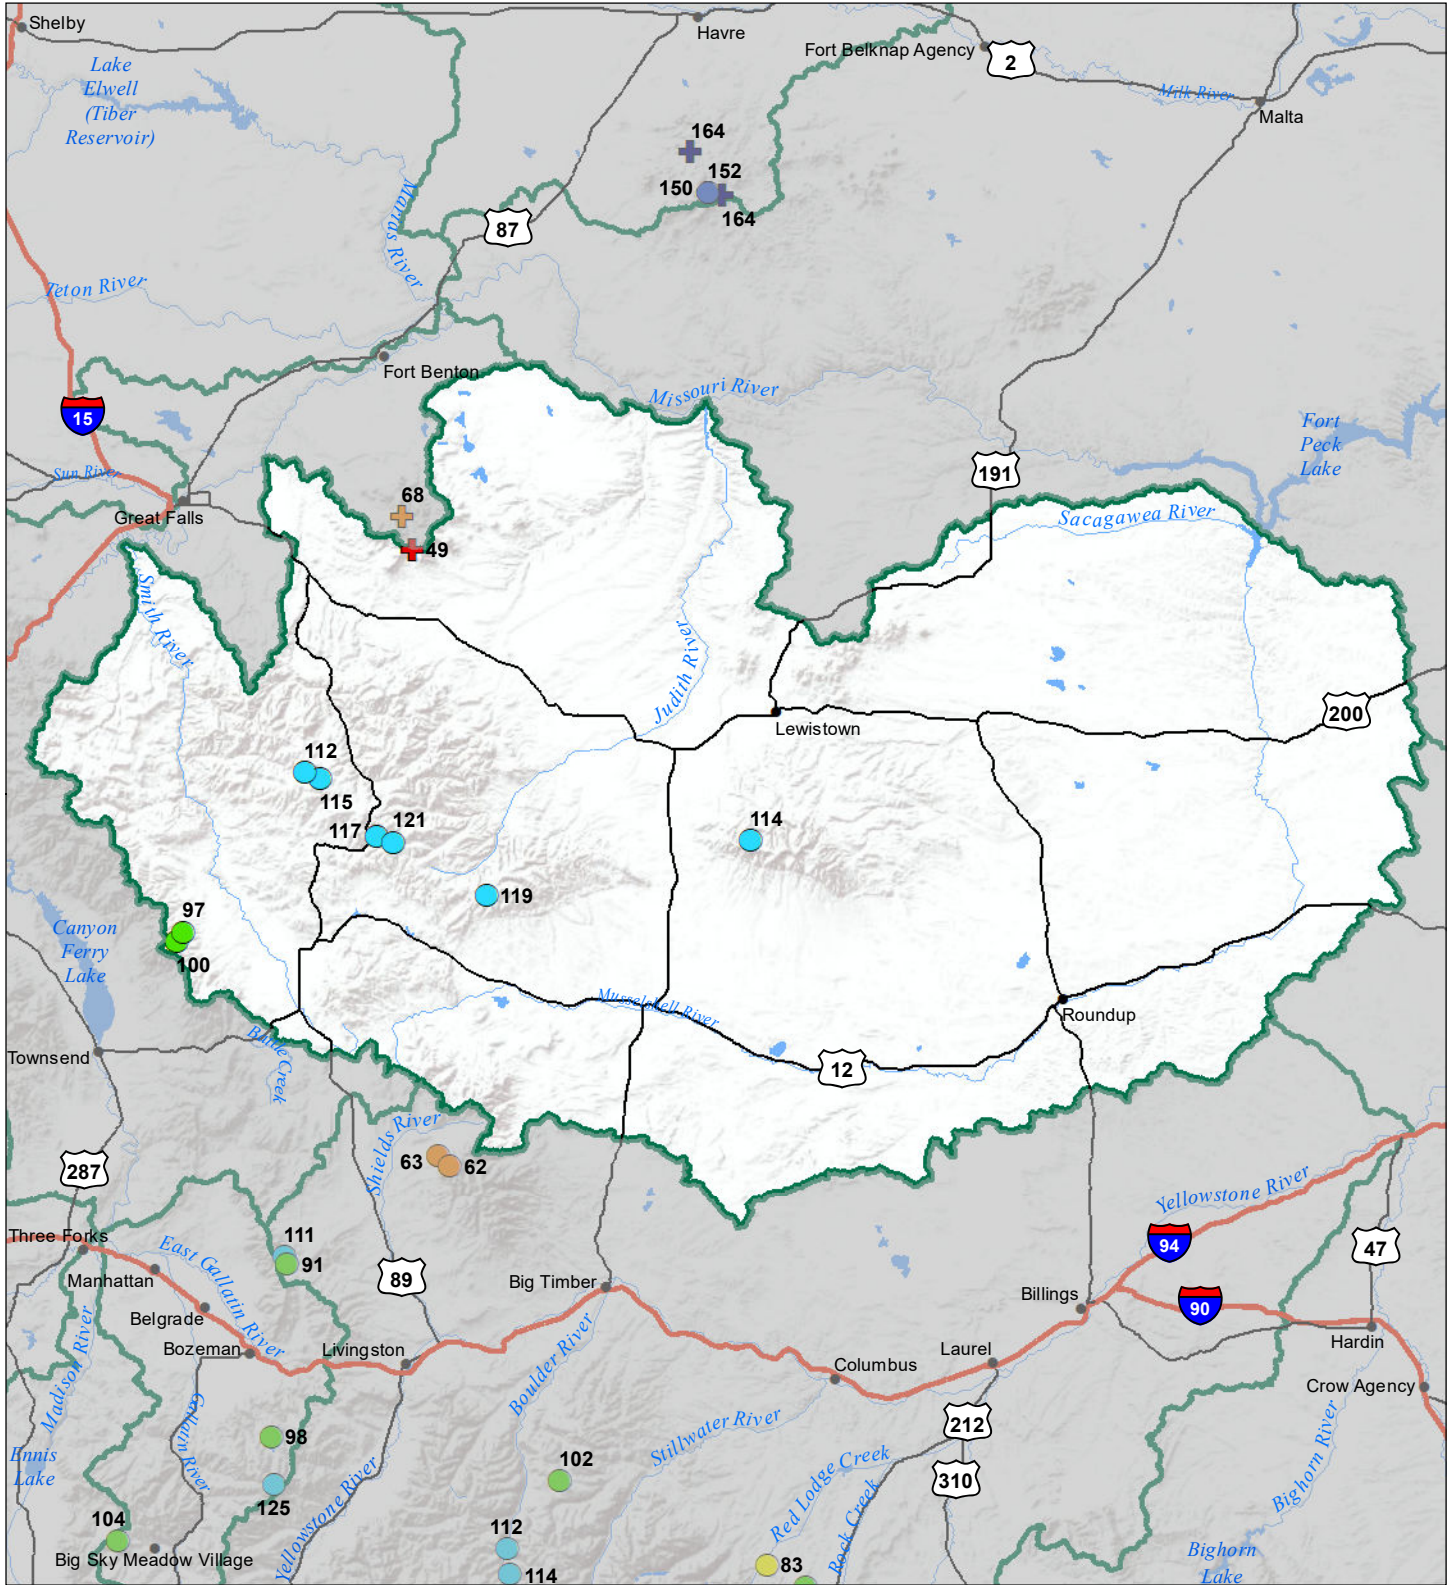 Shelby
Havre
Fort Belknap Agency
2
Lake
Elwell
(Tiber
Reservoir)
Milk River
Malta
164
152
150
164
Marias River
87
Teton River
Fort Benton
Missouri River
15
Fort
Peck
Lake
Sun River
191
68
Great Falls
Sacagawea River
49
Smith River
Judith River
200
Lewistown
112
115
117
121
114
119
97
Canyon
Ferry
Lake
100
Musselshell River
Roundup
Battle Creek
Townsend
12
Shields River
287
63
62
Yellowstone River
Three Forks
111
East Gallatin River
94
47
91
Manhattan
89
Big Timber
Billings
90
Belgrade
Madison River
Bozeman
Livingston
Boulder River
Laurel
Hardin
Columbus
Crow Agency
Gallatin River
98
Stillwater River
212
Ennis
Lake
102
Red Lodge Creek
310
Yellowstone River
125
Rock Creek
Bighorn River
104
112
Big Sky Meadow Village
83
Bighorn
Lake
114